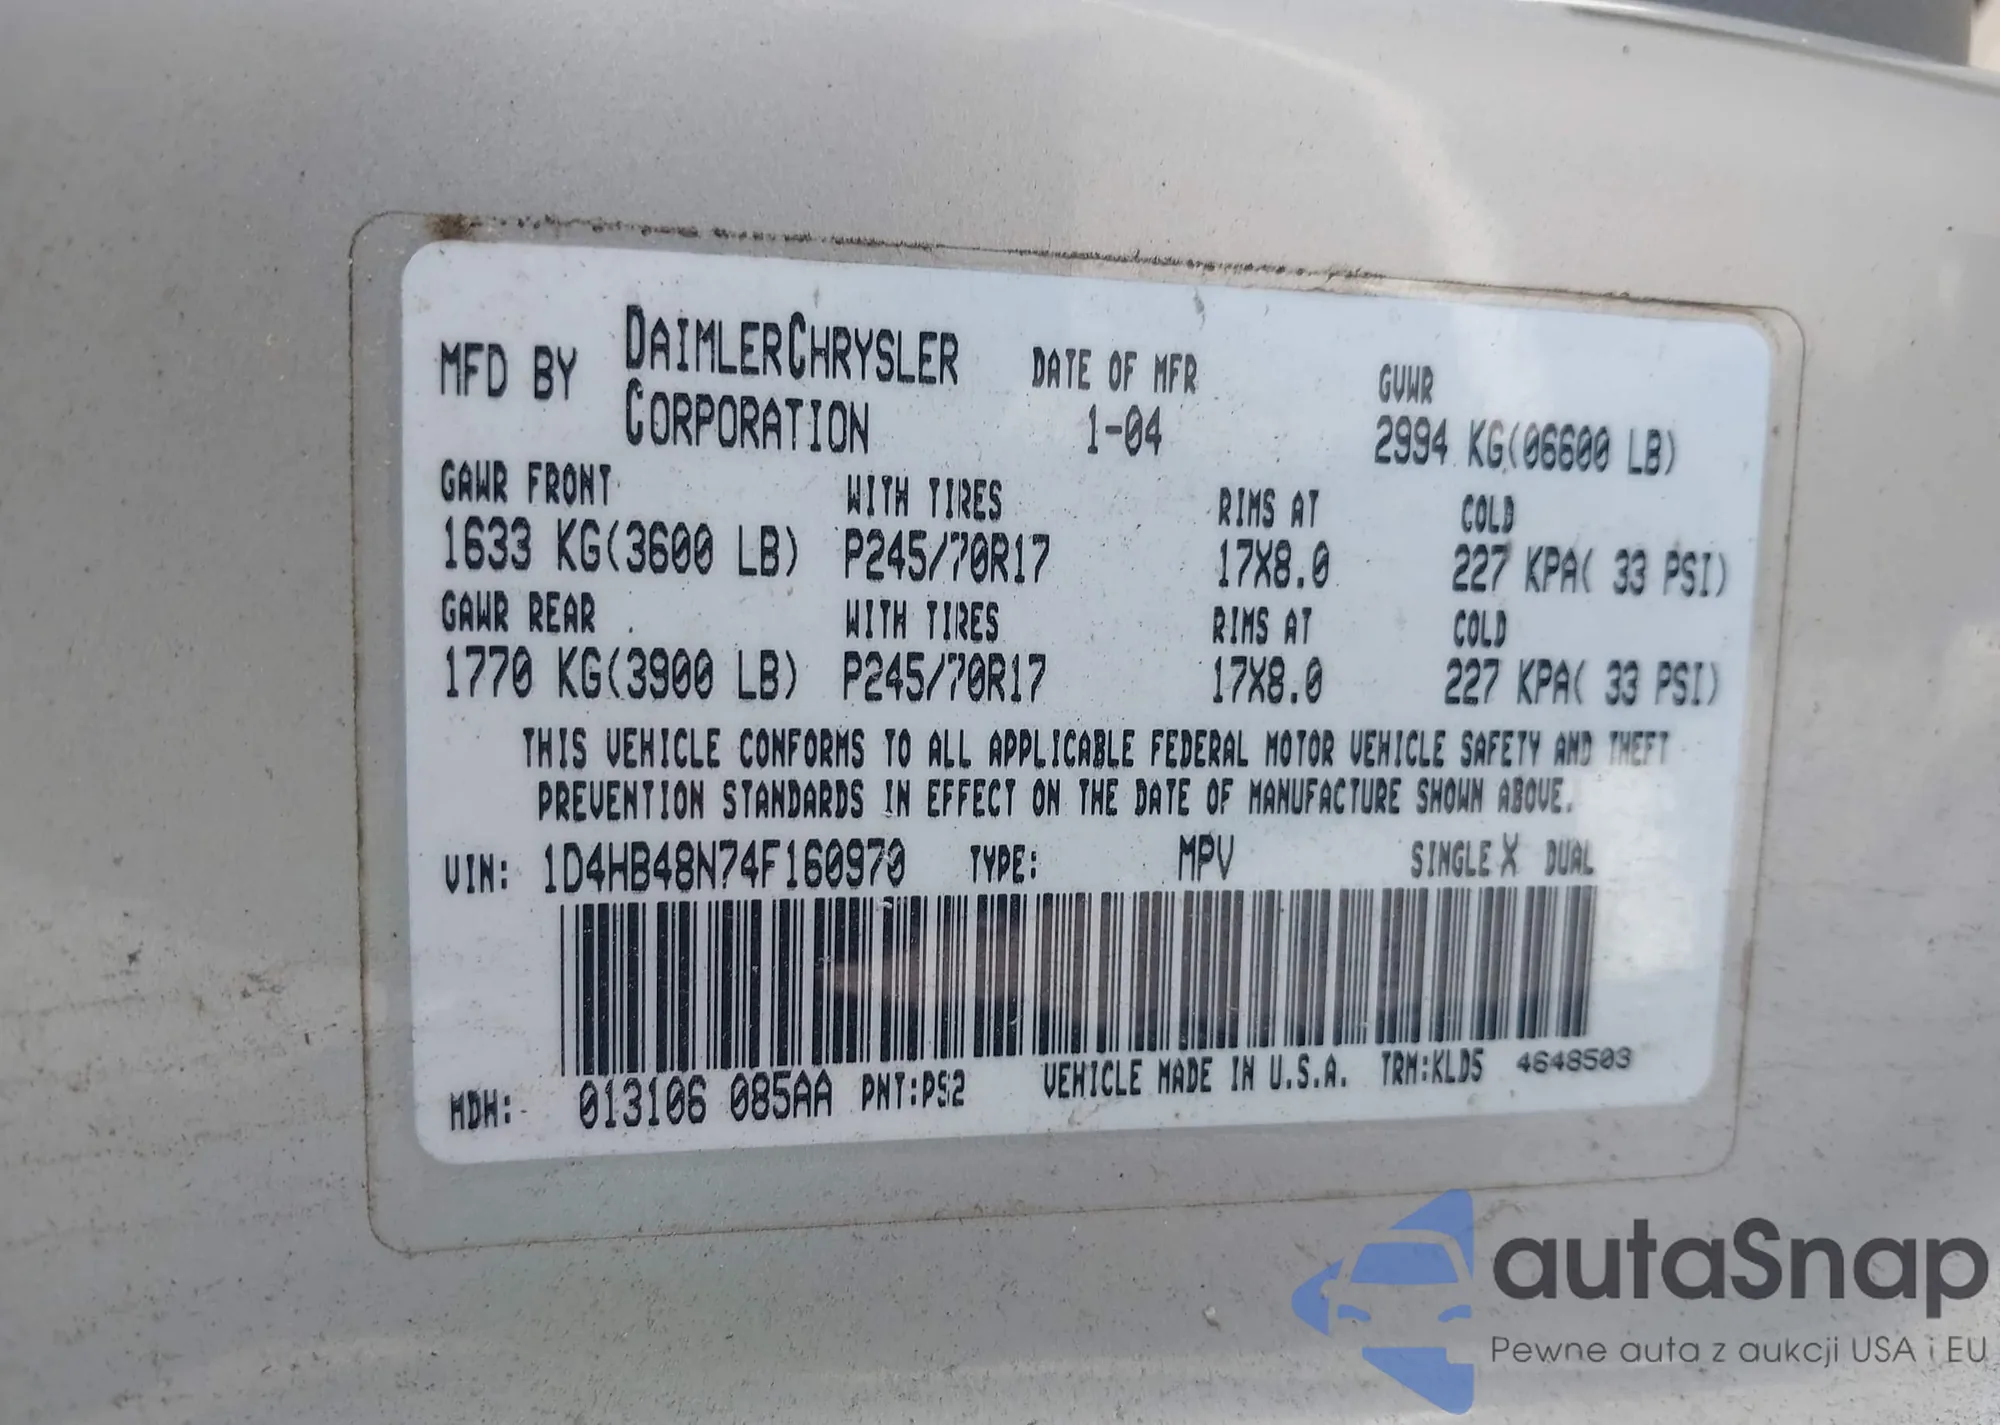 MFD BY DAIMLERCHRYSLER CORPORATION DATE OF MFR 1-04 GVWR 2994 KG(06600 LB)
GAWR FRONT WITH TIRES RIMS AT COLD
1633 KG(3600 LB) P245/70R17 17X8.0 227 KPA( 33 PSI)
GAWR REAR WITH TIRES RIMS AT COLD
1770 KG(3900 LB) P245/70R17 17X8.0 227 KPA( 33 PSI)
THIS VEHICLE CONFORMS TO ALL APPLICABLE FEDERAL MOTOR VEHICLE SAFETY AND THEFT
PREVENTION STANDARDS IN EFFECT ON THE DATE OF MANUFACTURE SHOWN ABOVE.
VIN: 1D4HB48N74F160970 TYPE: MPV SINGLE X DUAL
MDH: 013106 085AA PNT:PS2 VEHICLE MADE IN U.S.A. TRM:KLD5 4648503
autaSnap
Pewne auta z aukcji USA i EU